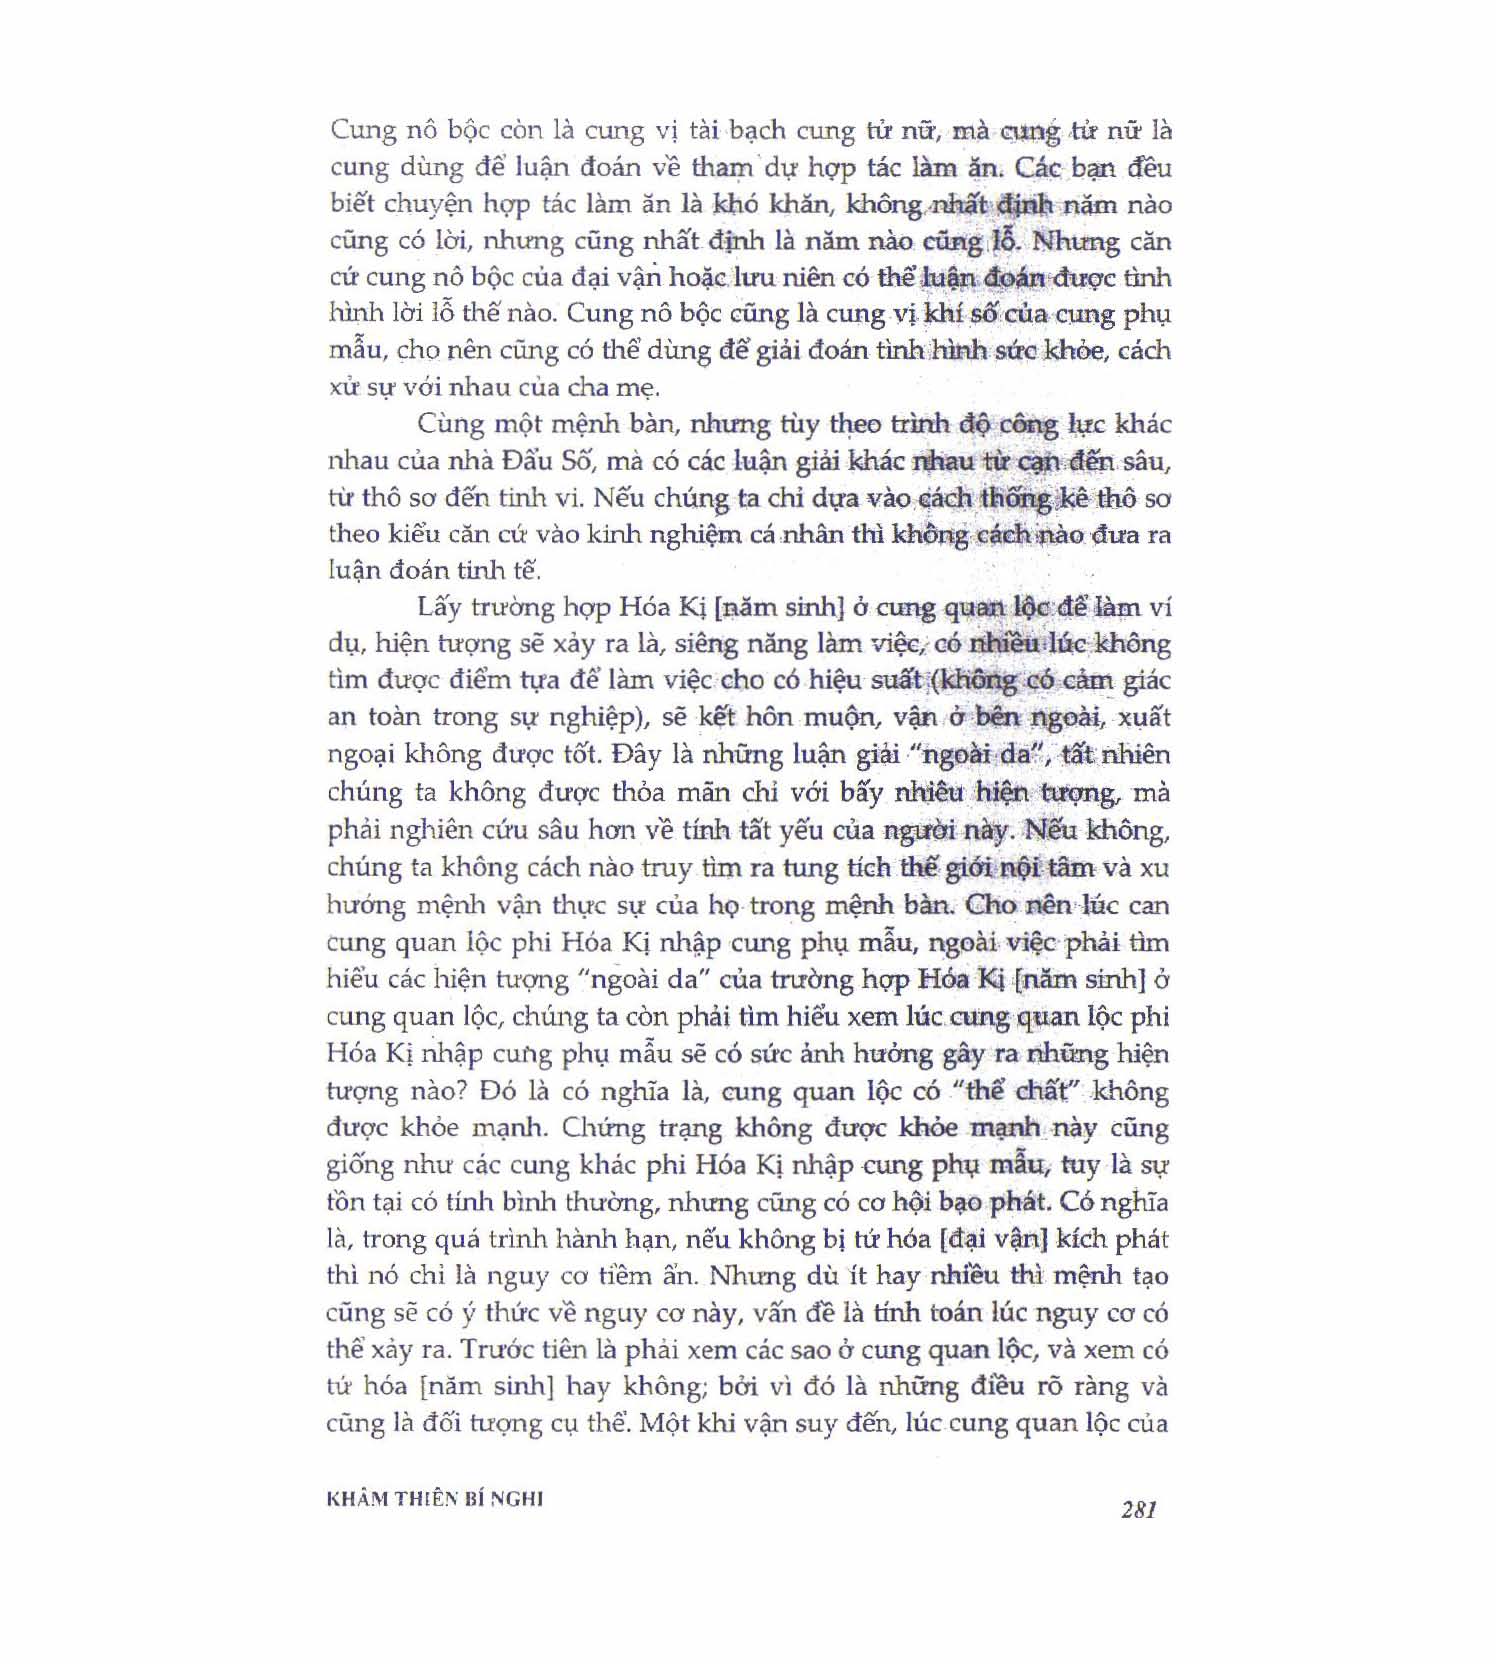 Cung nô bộc còn là cung vị tài bạch cung tử nữ, mà cung tử nữ là
cung dùng để luận đoán về tham dự hợp tác làm ăn. Các bạn đều
biết chuyện hợp tác làm ăn là khó khăn, không nhất định năm nào
cũng có lời, nhưng cũng nhất định là năm nào cũng lỗ. Nhưng căn
cứ cung nô bộc của đại vận hoặc lưu niên có thể luận đoán được tình
hình lời lỗ thế nào. Cung nô bộc cũng là cung vị khí số của cung phụ
mẫu, cho nên cũng có thể dùng để giải đoán tình hình sức khỏe, cách
xử sự với nhau của cha mẹ.
Cùng một mệnh bàn, nhưng tùy theo trình độ công lực khác
nhau của nhà Đẩu Số, mà có các luận giải khác nhau từ cạn đến sâu,
từ thô sơ đến tinh vi. Nếu chúng ta chỉ dựa vào cách thống kê thô sơ
theo kiểu căn cứ vào kinh nghiệm cá nhân thì không cách nào đưa ra
luận đoán tinh tế.
Lấy trường hợp Hóa Kị [năm sinh] ở cung quan lộc để làm ví
dụ, hiện tượng sẽ xảy ra là, siêng năng làm việc, có nhiều lúc không
tìm được điểm tựa để làm việc cho có hiệu suất (không có cảm giác
an toàn trong sự nghiệp), sẽ kết hôn muộn, vận ở bên ngoài, xuất
ngoại không được tốt. Đây là những luận giải "ngoài da", tất nhiên
chúng ta không được thỏa mãn chỉ với bấy nhiêu hiện tượng, mà
phải nghiên cứu sâu hơn về tính tất yếu của người này. Nếu không,
chúng ta không cách nào truy tìm ra tung tích thế giới nội tâm và xu
hướng mệnh vận thực sự của họ trong mệnh bàn. Cho nên lúc can
cung quan lộc phi Hóa Kị nhập cung phụ mẫu, ngoài việc phải tìm
hiểu các hiện tượng "ngoài da" của trường hợp Hóa Kị [năm sinh] ở
cung quan lộc, chúng ta còn phải tìm hiểu xem lúc cung quan lộc phi
Hóa Kị nhập cung phụ mẫu sẽ có sức ảnh hưởng gây ra những hiện
tượng nào? Đó là có nghĩa là, cung quan lộc có "thể chất" không
được khỏe mạnh. Chứng trạng không được khỏe mạnh này cũng
giống như các cung khác phi Hóa Kị nhập cung phụ mẫu, tuy là sự
tồn tại có tính bình thường, nhưng cũng có cơ hội bạo phát. Có nghĩa
là, trong quá trình hành hạn, nếu không bị tứ hóa [đại vận] kích phát
thì nó chỉ là nguy cơ tiềm ẩn. Nhưng dù ít hay nhiều thì mệnh tạo
cũng sẽ có ý thức về nguy cơ này, vấn đề là tính toán lúc nguy cơ có
thể xảy ra. Trước tiên là phải xem các sao ở cung quan lộc, và xem có
tứ hóa [năm sinh] hay không; bởi vì đó là những điều rõ ràng và
cũng là đối tượng cụ thể. Một khi vận suy đến, lúc cung quan lộc của
KHÂM THIÊN BÍ NGHI
281